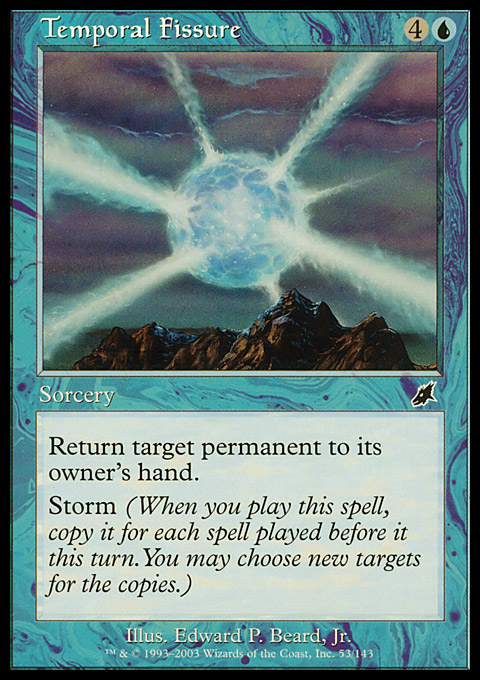 Temporal Fissure 4
Sorcery
Return target permanent to its
owner's hand.
Storm (When you play this spell,
copy it for each spell played before it
this turn. You may choose new targets
for the copies.)
Illus. Edward P. Beard, Jr.
™ & © 1993-2003 Wizards of the Coast, Inc. 53/143